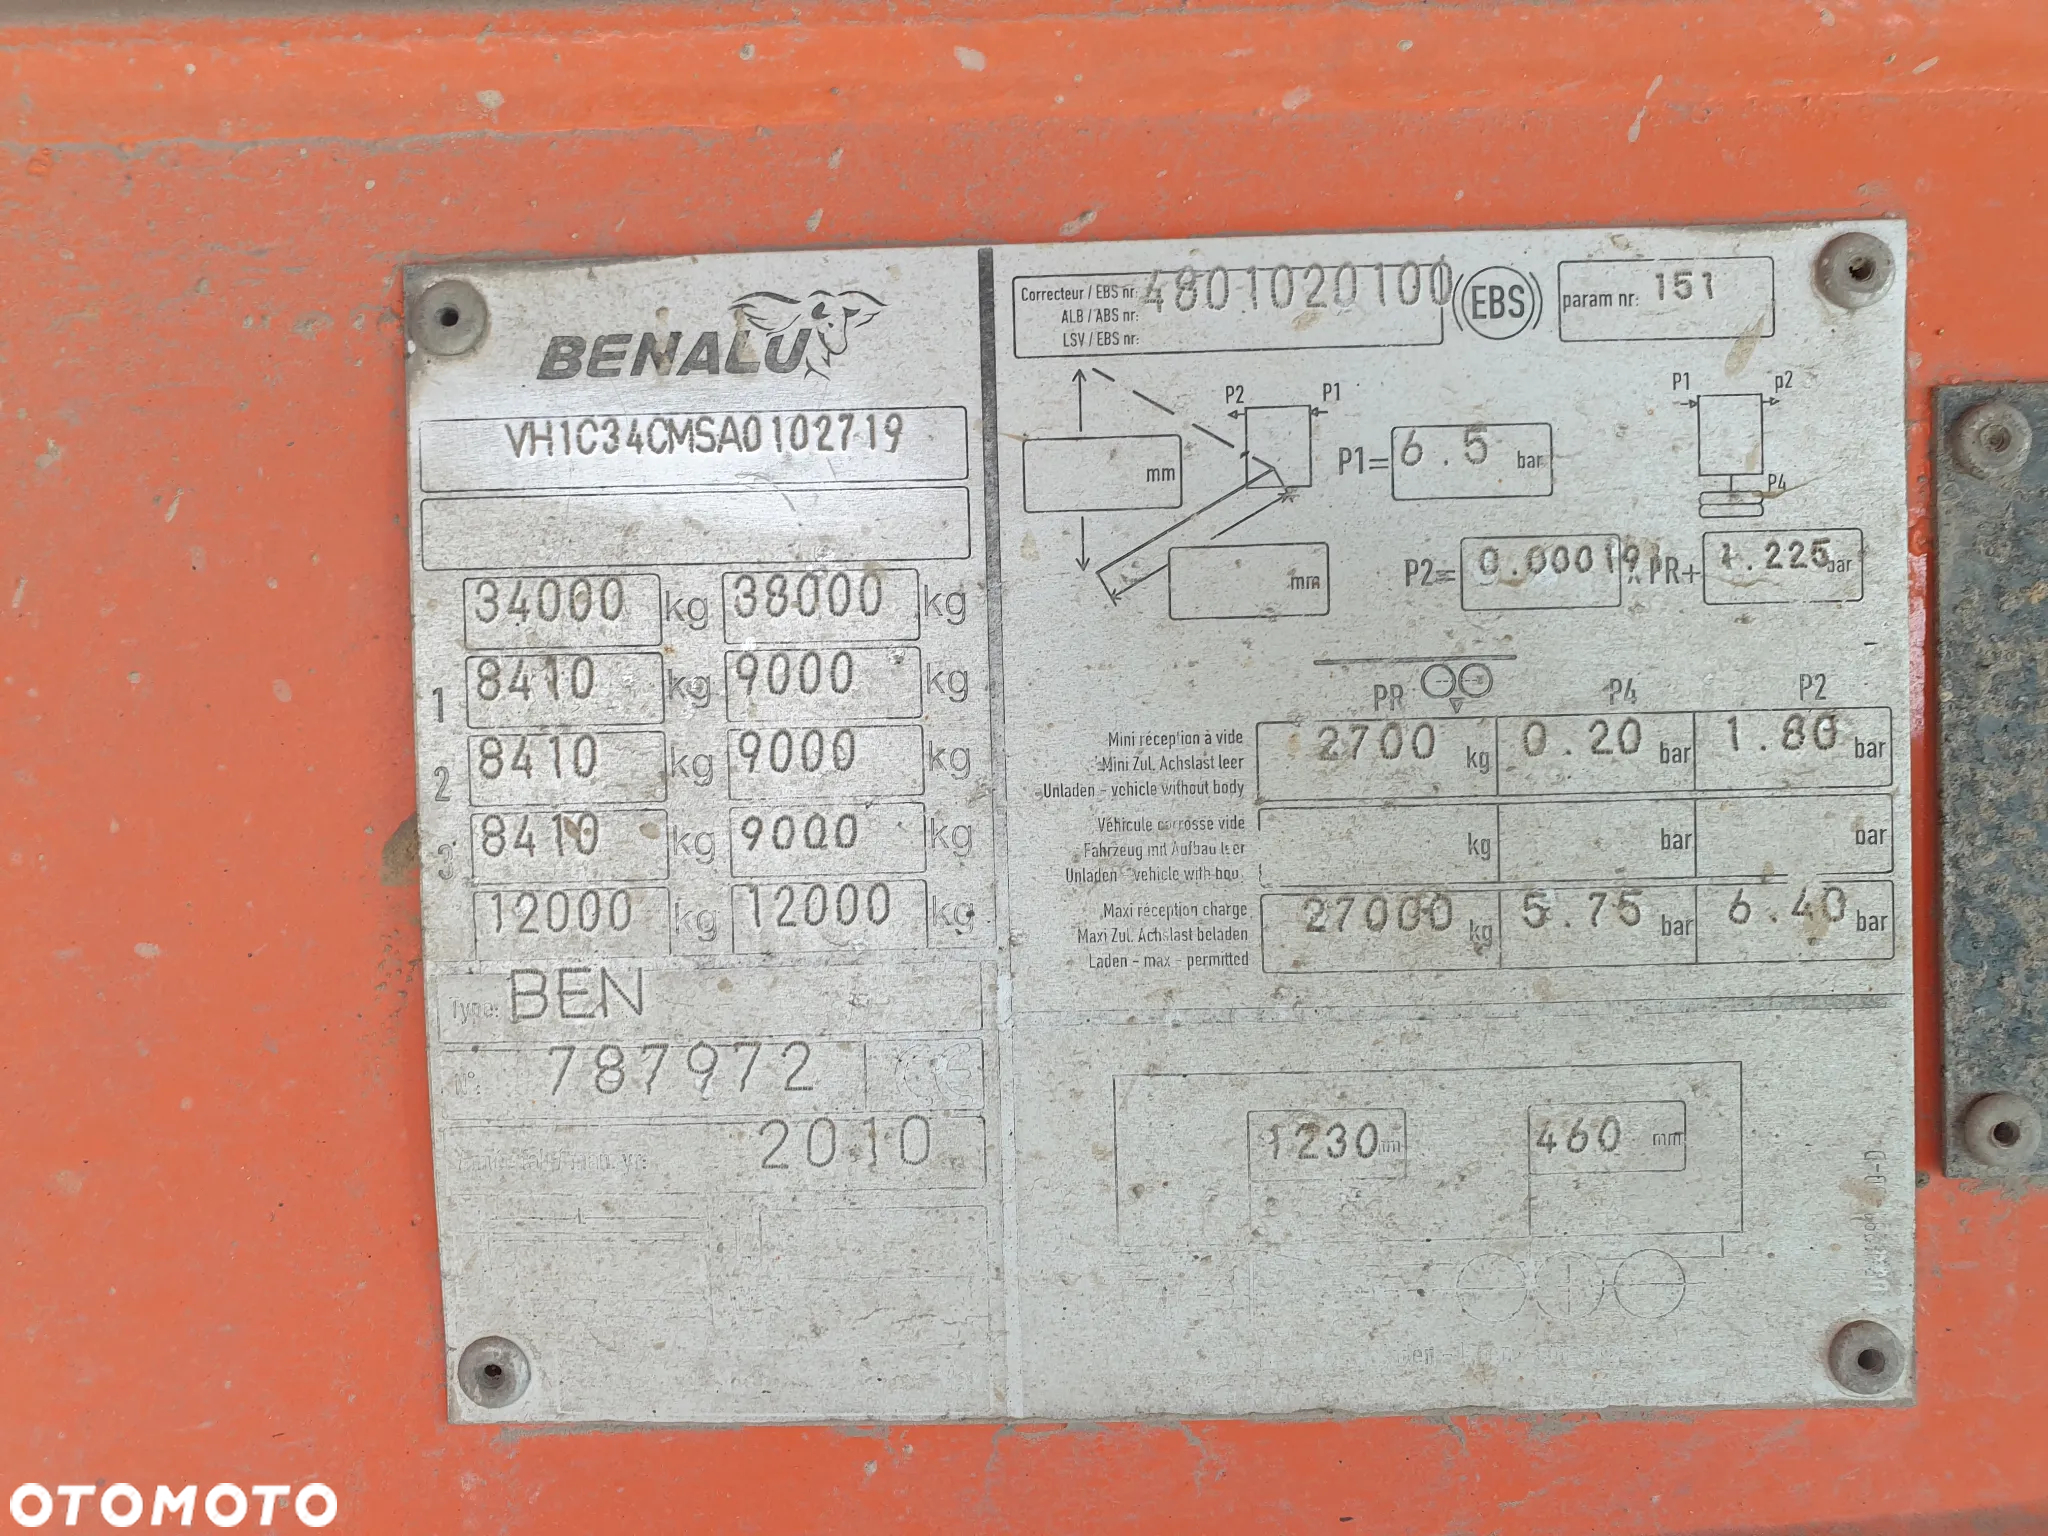 BENALU
VH1C34CMSA0102719
34000 kg 38000 kg
1 8410 kg 9000 kg
2 8410 kg 9000 kg
3 8410 kg 9000 kg
12000 kg 12000 kg
Type: BEN
N°: 787972 CE
2010
Correcteur / EBS nr: 4801020100
ALB / ABS nr:
LSV / EBS nr:
(EBS)
param nr: 151
mm
P2 P1
mm
P1= 6.5 bar
P1 p2
P4
P2= 0.00019 x PR+ 1.225 bar
PR P4 P2
Mini réception à vide
Mini Zul. Achslast leer
Unladen - vehicle without body
2700 kg 0.20 bar 1.80 bar
Véhicule carrosse vide
Fahrzeug mit Aufbau leer
Unladen - vehicle with
kg bar bar
Maxi réception charge
Maxi Zul. Achslast beladen
Laden - max - permitted
27000 kg 5.75 bar 6.40 bar
1230 mm 460 mm
OTOMOTO